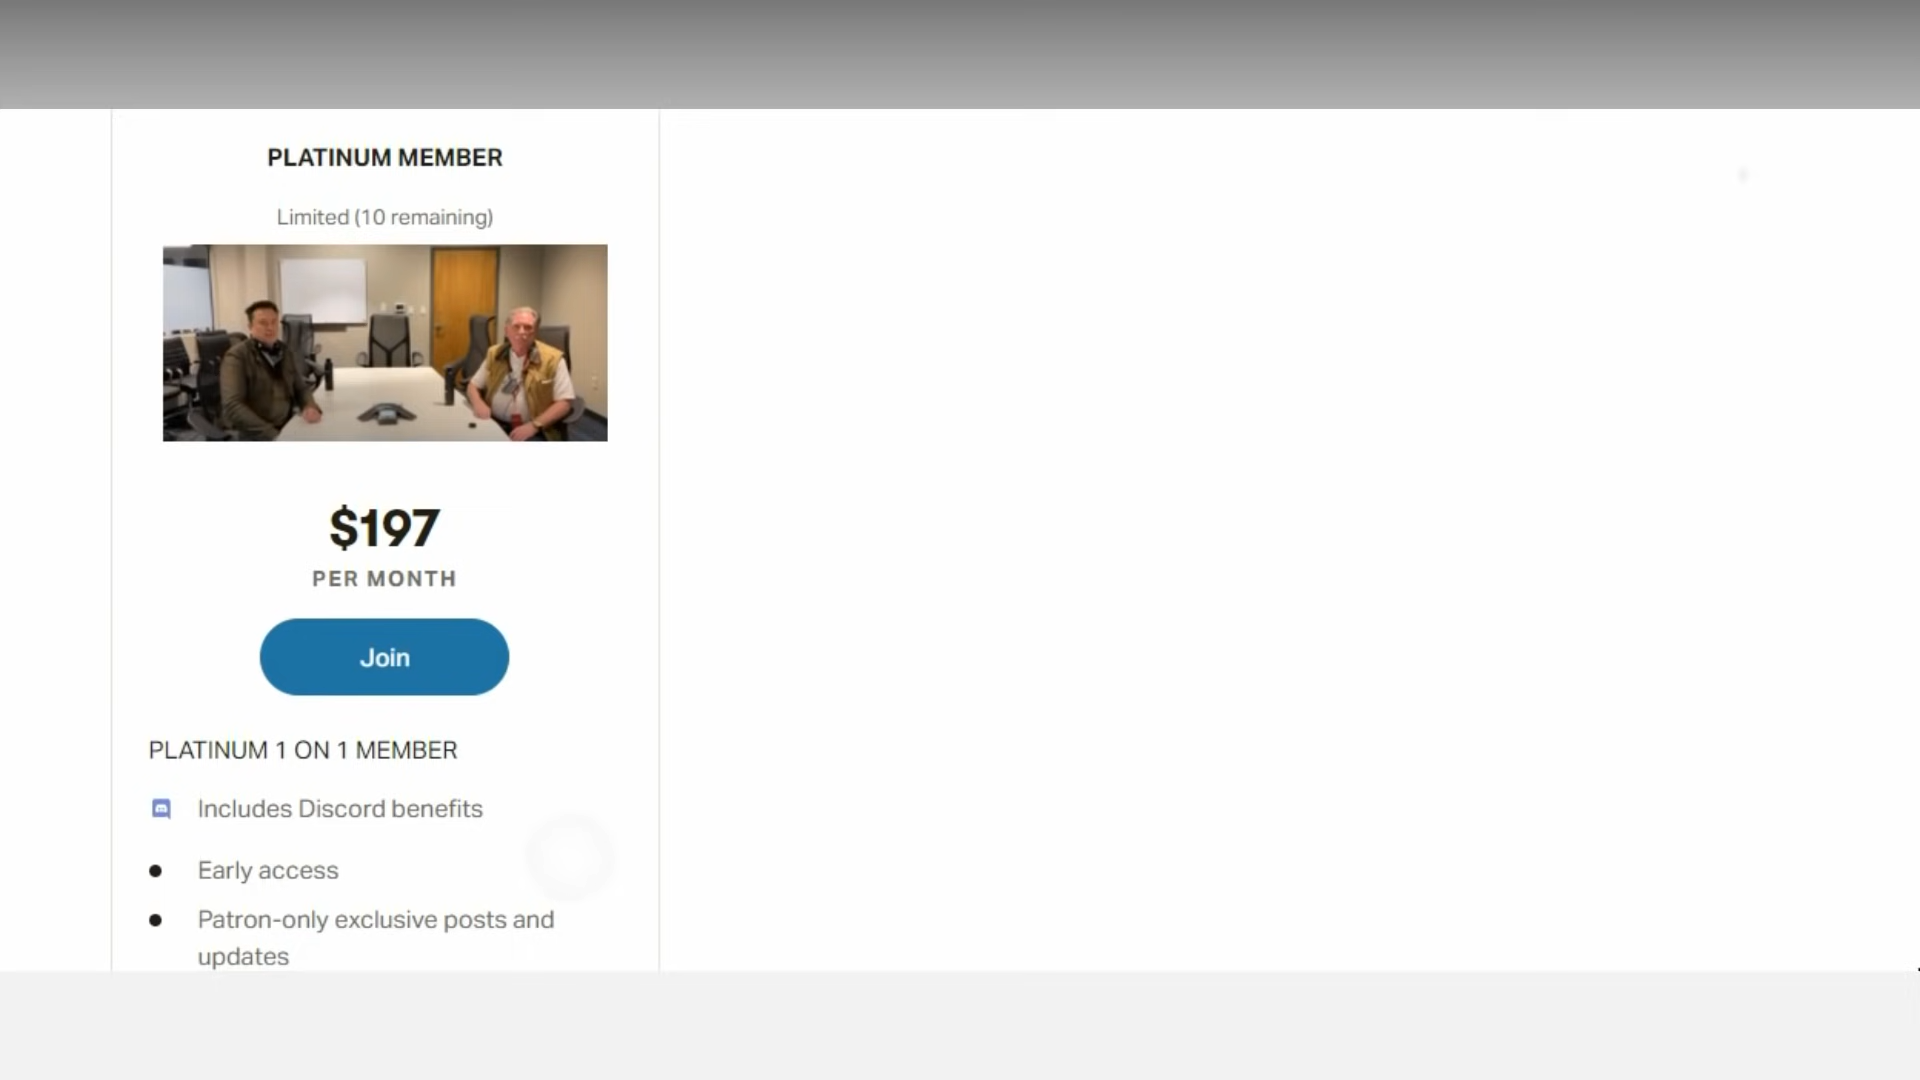 PLATINUM MEMBER
Limited (10 remaining)
$197
PER MONTH
Join
PLATINUM 1 ON 1 MEMBER
Includes Discord benefits
Early access
Patron-only exclusive posts and
updates